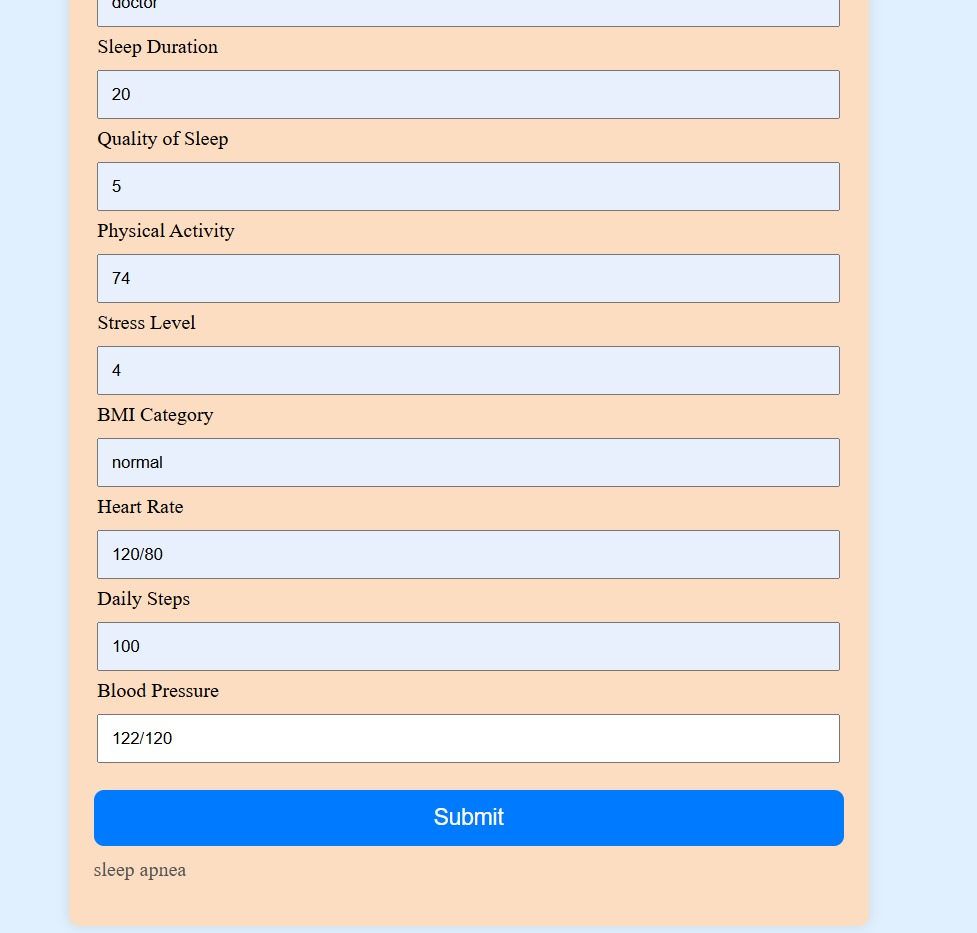 doctor
Sleep Duration
20
Quality of Sleep
5
Physical Activity
74
Stress Level
4
BMI Category
normal
Heart Rate
120/80
Daily Steps
100
Blood Pressure
122/120
Submit
sleep apnea